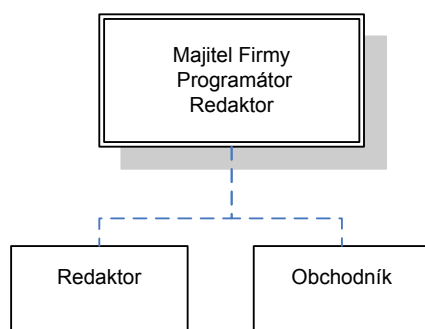 Majitel Firmy
Programátor
Redaktor
Redaktor
Obchodník